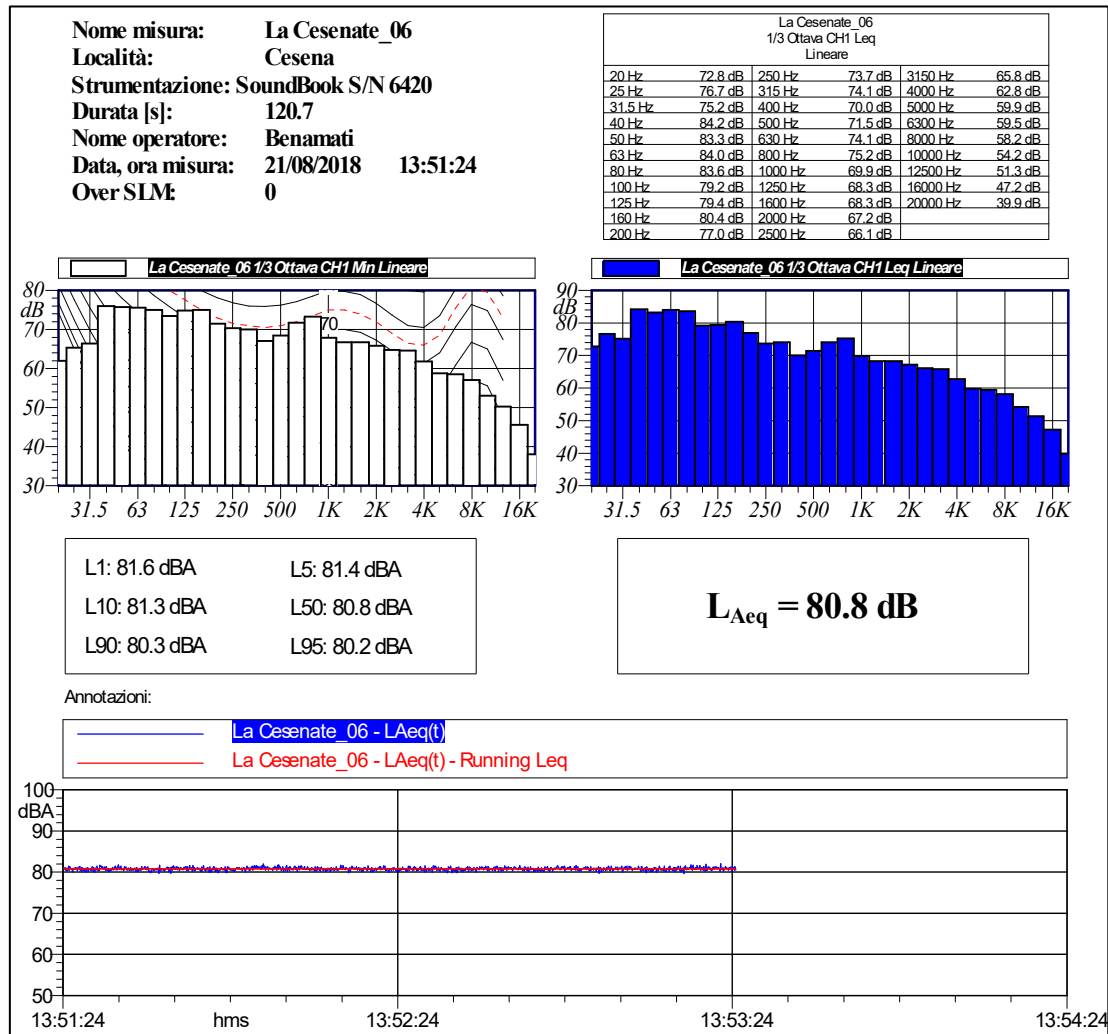 Nome misura: La Cesenate_06
Località: Cesena
Strumentazione: SoundBook S/N 6420
Durata [s]: 120.7
Nome operatore: Benamati
Data, ora misura: 21/08/2018 13:51:24
Over SLM: 0
La Cesenate_06
1/3 Ottava CH1 Leq
Lineare
20 Hz 72.8 dB 250 Hz 73.7 dB 3150 Hz 65.8 dB
25 Hz 76.7 dB 315 Hz 74.1 dB 4000 Hz 62.8 dB
31.5 Hz 75.2 dB 400 Hz 70.0 dB 5000 Hz 59.9 dB
40 Hz 84.2 dB 500 Hz 71.5 dB 6300 Hz 59.5 dB
50 Hz 83.3 dB 630 Hz 74.1 dB 8000 Hz 58.2 dB
63 Hz 84.0 dB 800 Hz 75.2 dB 10000 Hz 54.2 dB
80 Hz 83.6 dB 1000 Hz 69.9 dB 12500 Hz 51.3 dB
100 Hz 79.2 dB 1250 Hz 68.3 dB 16000 Hz 47.2 dB
125 Hz 79.4 dB 1600 Hz 68.3 dB 20000 Hz 39.9 dB
160 Hz 80.4 dB 2000 Hz 67.2 dB
200 Hz 77.0 dB 2500 Hz 66.1 dB
La Cesenate_06 1/3 Ottava CH1 Min Lineare
80
dB
70
60
50
40
30
70
31.5 63 125 250 500 1K 2K 4K 8K 16K
La Cesenate_06 1/3 Ottava CH1 Leq Lineare
90
dB
80
70
60
50
40
30
31.5 63 125 250 500 1K 2K 4K 8K 16K
L1: 81.6 dBA L5: 81.4 dBA
L10: 81.3 dBA L50: 80.8 dBA
L90: 80.3 dBA L95: 80.2 dBA
LAeq = 80.8 dB
Annotazioni:
La Cesenate_06 - LAeq(t)
La Cesenate_06 - LAeq(t) - Running Leq
100
dBA
90
80
70
60
50
13:51:24 hms 13:52:24 13:53:24 13:54:24